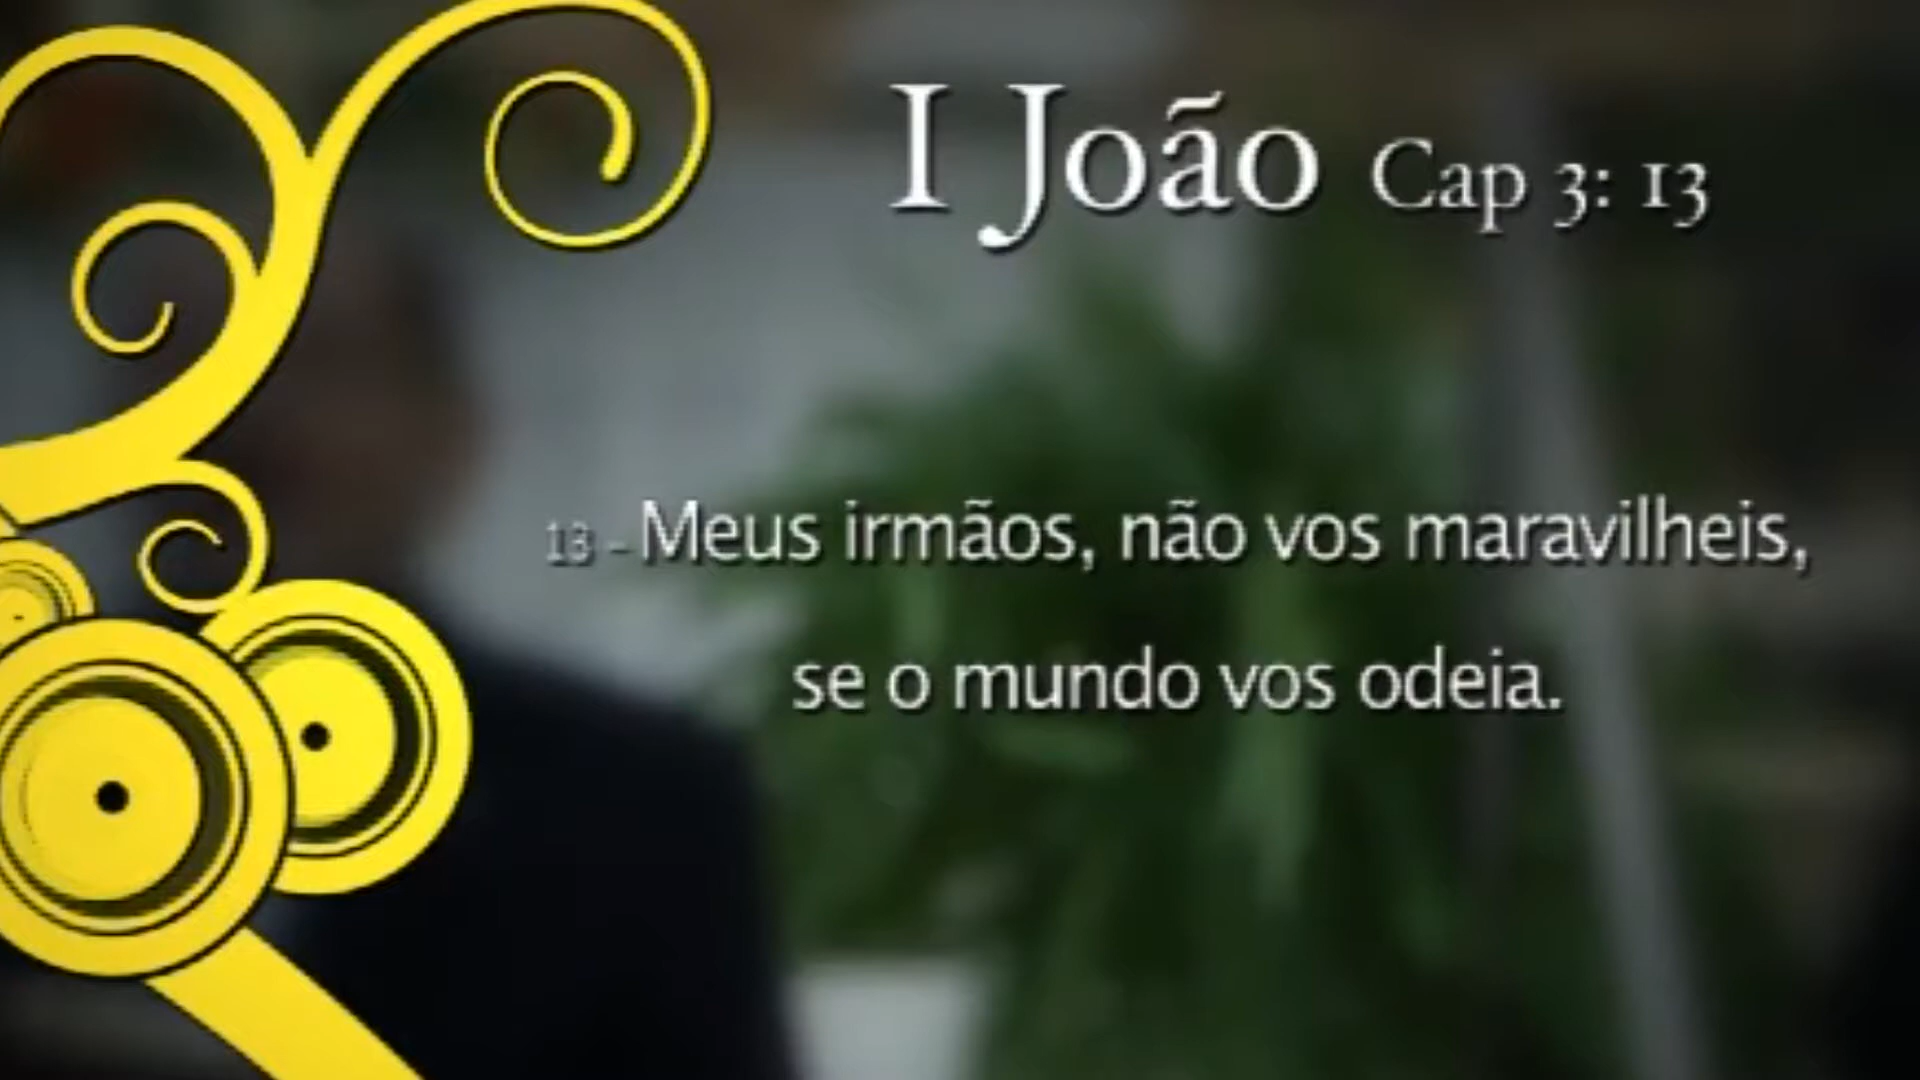 I João Cap 3: 13
13 - Meus irmãos, não vos maravilheis,
se o mundo vos odeia.